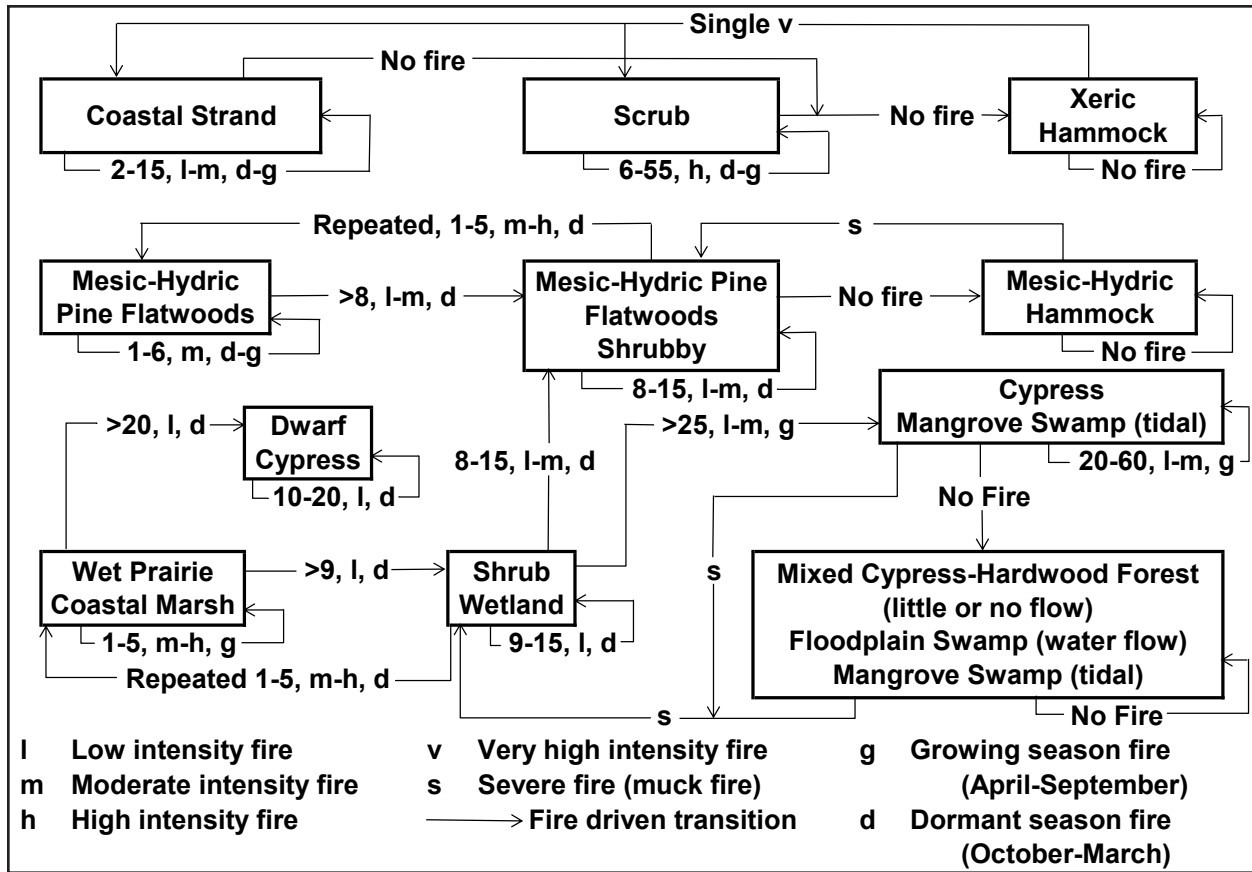 Single v
No fire
Coastal Strand
2-15, l-m, d-g
Scrub
6-55, h, d-g
No fire
Xeric
Hammock
No fire
Repeated, 1-5, m-h, d
s
Mesic-Hydric
Pine Flatwoods
1-6, m, d-g
>8, l-m, d
Mesic-Hydric Pine
Flatwoods
Shrubby
8-15, l-m, d
No fire
Mesic-Hydric
Hammock
No fire
>20, l, d
Dwarf
Cypress
10-20, l, d
8-15, l-m, d
>25, l-m, g
Cypress
Mangrove Swamp (tidal)
20-60, l-m, g
No Fire
s
Wet Prairie
Coastal Marsh
1-5, m-h, g
>9, l, d
Shrub
Wetland
9-15, l, d
Repeated 1-5, m-h, d
Mixed Cypress-Hardwood Forest
(little or no flow)
Floodplain Swamp (water flow)
Mangrove Swamp (tidal)
No Fire
s
l Low intensity fire
m Moderate intensity fire
h High intensity fire
v Very high intensity fire
s Severe fire (muck fire)
Fire driven transition
g Growing season fire
(April-September)
d Dormant season fire
(October-March)